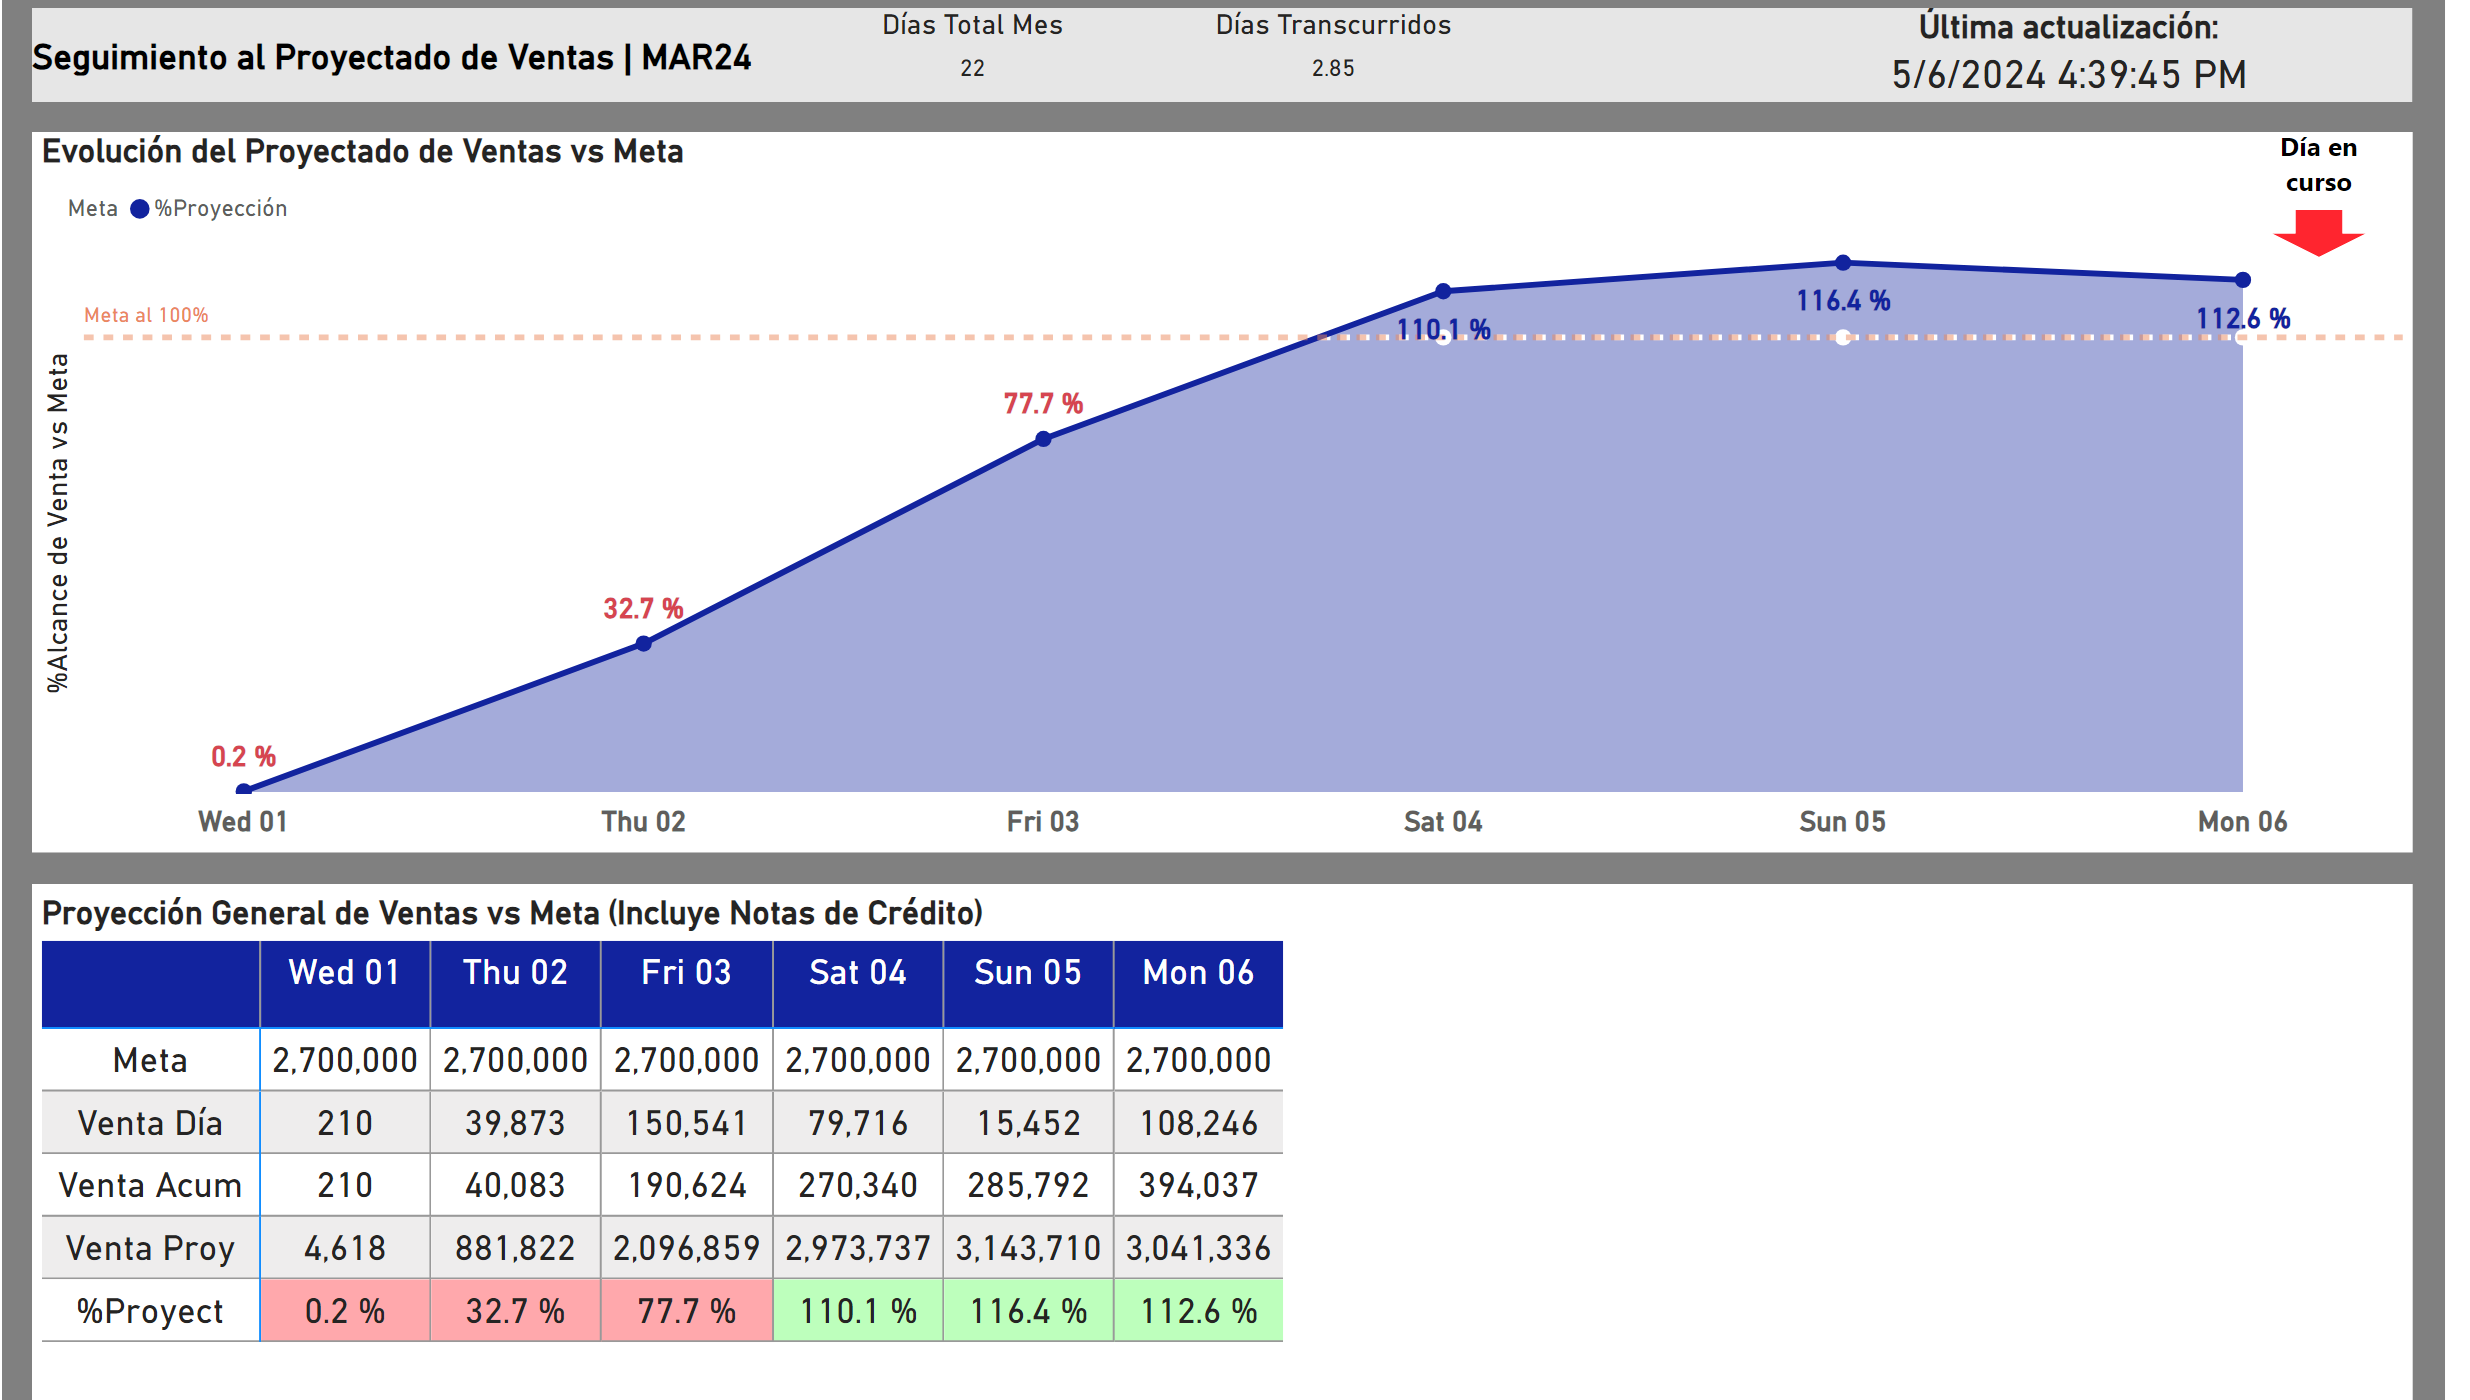 Seguimiento al Proyectado de Ventas | MAR24
Días Total Mes
22
Días Transcurridos
2.85
Última actualización:
5/6/2024 4:39:45 PM
Evolución del Proyectado de Ventas vs Meta
Día en
curso
Meta %Proyección
Meta al 100%
%Alcance de Venta vs Meta
0.2 %
32.7 %
77.7 %
110.1 %
116.4 %
112.6 %
Wed 01 Thu 02 Fri 03 Sat 04 Sun 05 Mon 06
Proyección General de Ventas vs Meta (Incluye Notas de Crédito)
Wed 01 Thu 02 Fri 03 Sat 04 Sun 05 Mon 06
Meta 2,700,000 2,700,000 2,700,000 2,700,000 2,700,000 2,700,000
Venta Día 210 39,873 150,541 79,716 15,452 108,246
Venta Acum 210 40,083 190,624 270,340 285,792 394,037
Venta Proy 4,618 881,822 2,096,859 2,973,737 3,143,710 3,041,336
%Proyect 0.2 % 32.7 % 77.7 % 110.1 % 116.4 % 112.6 %